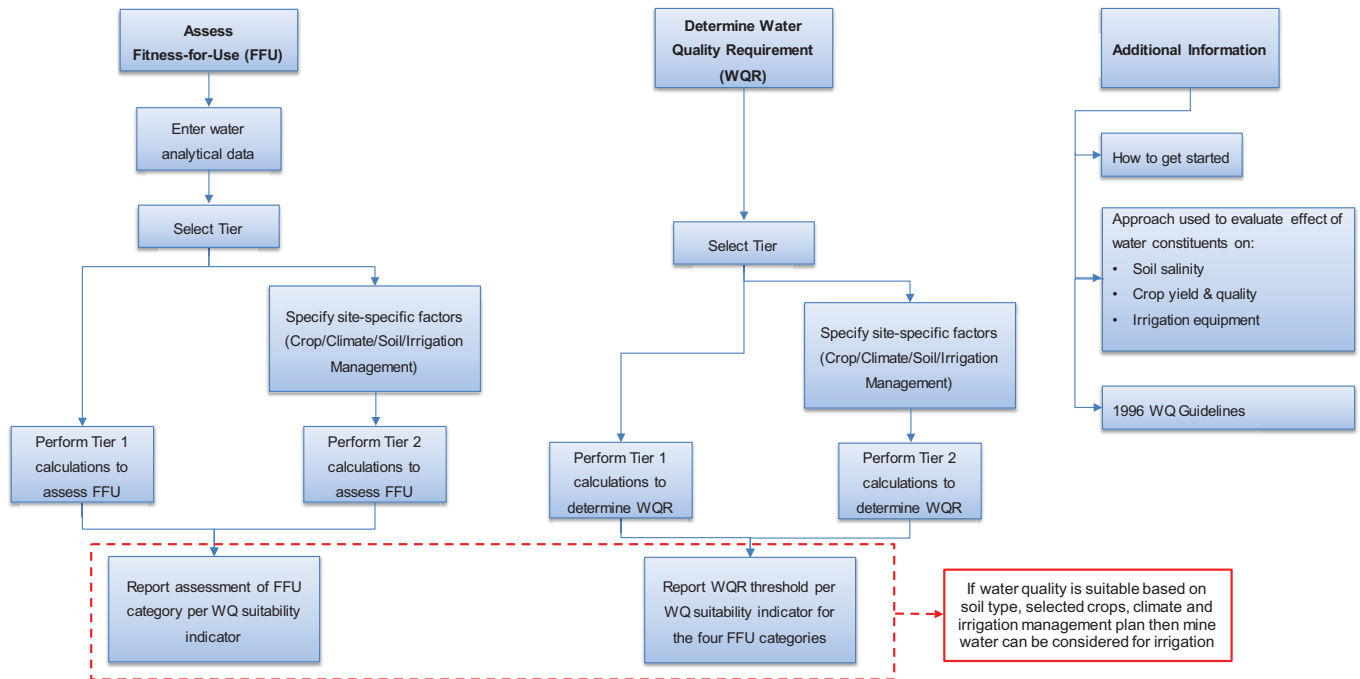 Assess
Fitness-for-Use (FFU)
Enter water
analytical data
Select Tier
Specify site-specific factors
(Crop/Climate/Soil/Irrigation
Management)
Perform Tier 1
calculations to
assess FFU
Perform Tier 2
calculations to
assess FFU
Report assessment of FFU
category per WQ suitability
indicator
Determine Water
Quality Requirement
(WQR)
Select Tier
Specify site-specific factors
(Crop/Climate/Soil/Irrigation
Management)
Perform Tier 1
calculations to
determine WQR
Perform Tier 2
calculations to
determine WQR
Report WQR threshold per
WQ suitability indicator for
the four FFU categories
Additional Information
How to get started
Approach used to evaluate effect of
water constituents on:
• Soil salinity
• Crop yield & quality
• Irrigation equipment
1996 WQ Guidelines
If water quality is suitable based on
soil type, selected crops, climate and
irrigation management plan then mine
water can be considered for irrigation